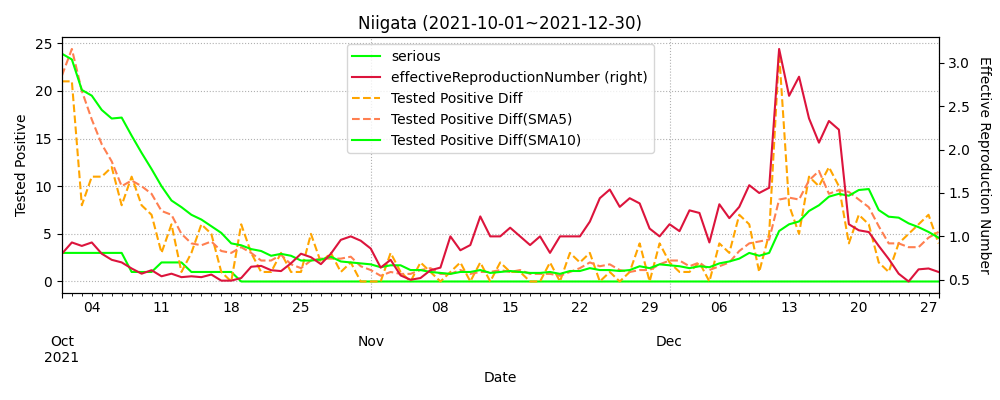 Niigata (2021-10-01~2021-12-30)
serious
effectiveReproductionNumber (right)
Tested Positive Diff
Tested Positive Diff(SMA5)
Tested Positive Diff(SMA10)
Tested Positive
25
20
15
10
5
0
3.0
2.5
2.0
1.5
1.0
0.5
Effective Reproduction Number
04 11 18 25 08 15 22 29 06 13 20 27
Oct Nov Dec
2021
Date